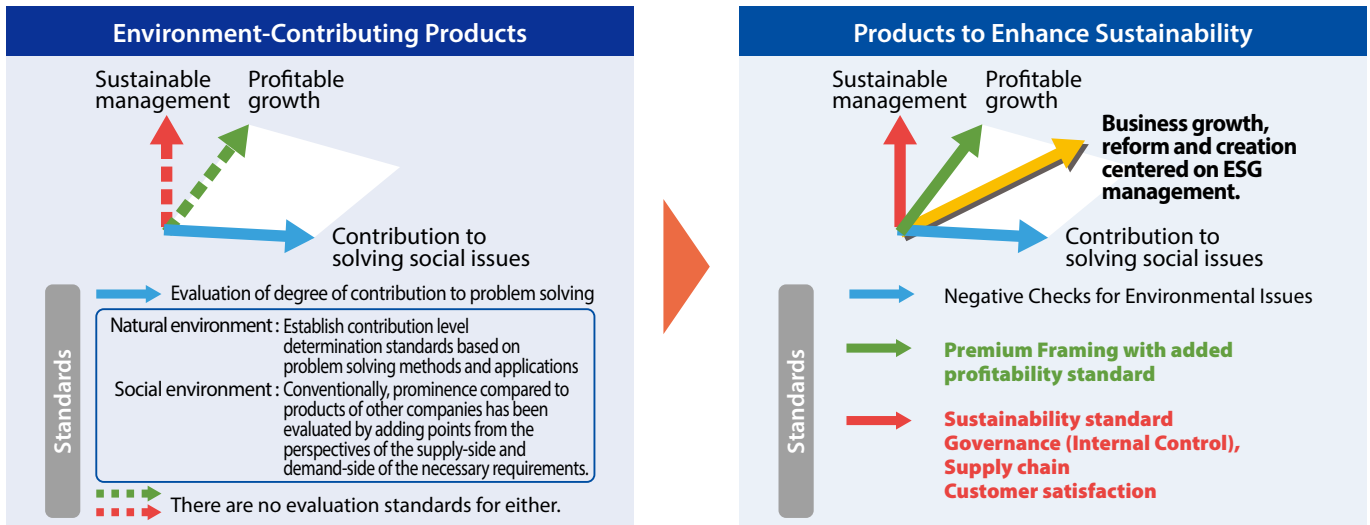 Environment-Contributing Products
Sustainable
management
Profitable
growth
Contribution to
solving social issues
Standards
Evaluation of degree of contribution to problem solving
Natural environment : Establish contribution level
determination standards based on
problem solving methods and applications
Social environment : Conventionally, prominence compared to
products of other companies has been
evaluated by adding points from the
perspectives of the supply-side and
demand-side of the necessary requirements.
There are no evaluation standards for either.
Products to Enhance Sustainability
Sustainable
management
Profitable
growth
Business growth,
reform and creation
centered on ESG
management.
Contribution to
solving social issues
Standards
Negative Checks for Environmental Issues
Premium Framing with added
profitability standard
Sustainability standard
Governance (Internal Control),
Supply chain
Customer satisfaction